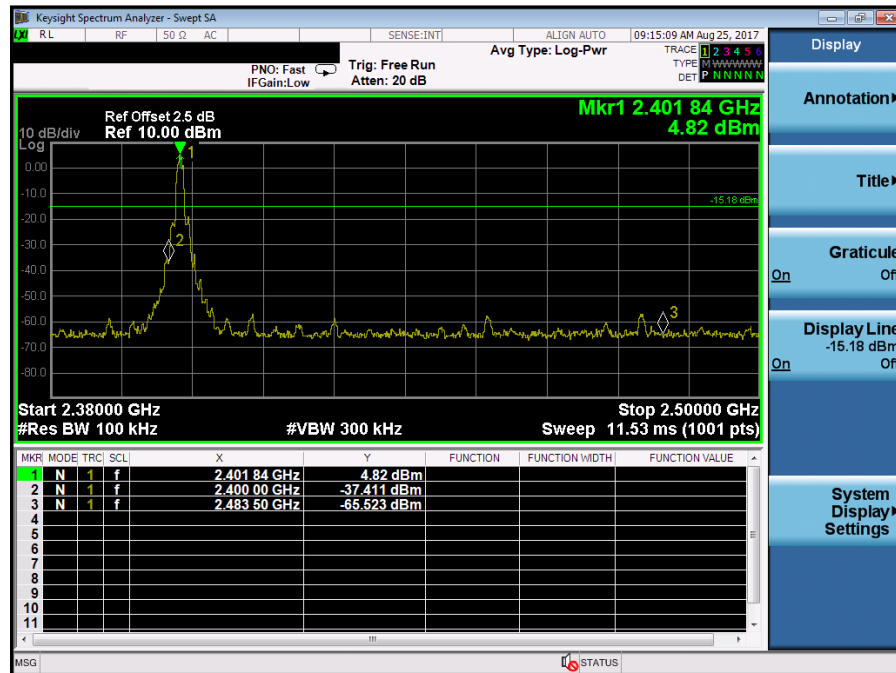 Keysight Spectrum Analyzer - Swept SA
LXI RL RF 50 Ω AC SENSE:INT ALIGN AUTO 09:15:09 AM Aug 25, 2017
Display
Avg Type: Log-Pwr TRACE 1 2 3 4 5 6
PNO: Fast Trig: Free Run TYPE M W W W W W
IFGain:Low Atten: 20 dB DET P N N N N N
Annotation
Mkr1 2.401 84 GHz
4.82 dBm
Ref Offset 2.5 dB
10 dB/div Ref 10.00 dBm
Log
1
0.00
Title
-10.0
-15.18 dBm
-20.0
2
-30.0
Graticule
On Off
-40.0
-50.0
3
-60.0
Display Line
-15.18 dBm
On Off
-70.0
-80.0
Start 2.38000 GHz Stop 2.50000 GHz
#Res BW 100 kHz #VBW 300 kHz Sweep 11.53 ms (1001 pts)
MKR MODE TRC SCL X Y FUNCTION FUNCTION WIDTH FUNCTION VALUE
1 N 1 f 2.401 84 GHz 4.82 dBm
2 N 1 f 2.400 00 GHz -37.411 dBm
3 N 1 f 2.483 50 GHz -65.523 dBm
4
5
6
7
8
9
10
11
System
Display
Settings
MSG STATUS